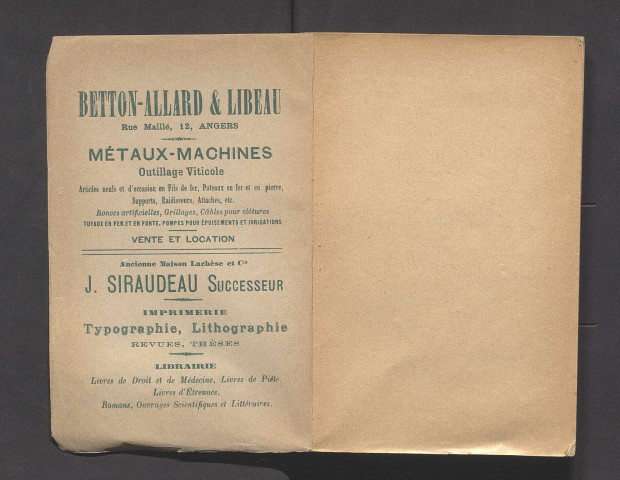 BETTON-ALLARD & LIBEAU
Rue Maillé, 12, ANGERS
MÉTAUX-MACHINES
Outillage Viticole
Articles neufs et d'occasion en Fils de fer, Poteaux en fer et en pierre,
Supports, Raidisseurs, Attaches, etc.
Ronces artificielles, Grillages, Câbles pour clôtures
TUYAUX EN FER ET EN FONTE, POMPES POUR ÉPUISEMENTS ET IRRIGATIONS
VENTE ET LOCATION
Ancienne Maison Lachèse et Cie
J. SIRAUDEAU SUCCESSEUR
IMPRIMERIE
Typographie, Lithographie
REVUES, THÈSES
LIBRAIRIE
Livres de Droit et de Médecine, Livres de Piété.
Livres d'Étrennes.
Romans, Ouvrages Scientifiques et Littéraires.